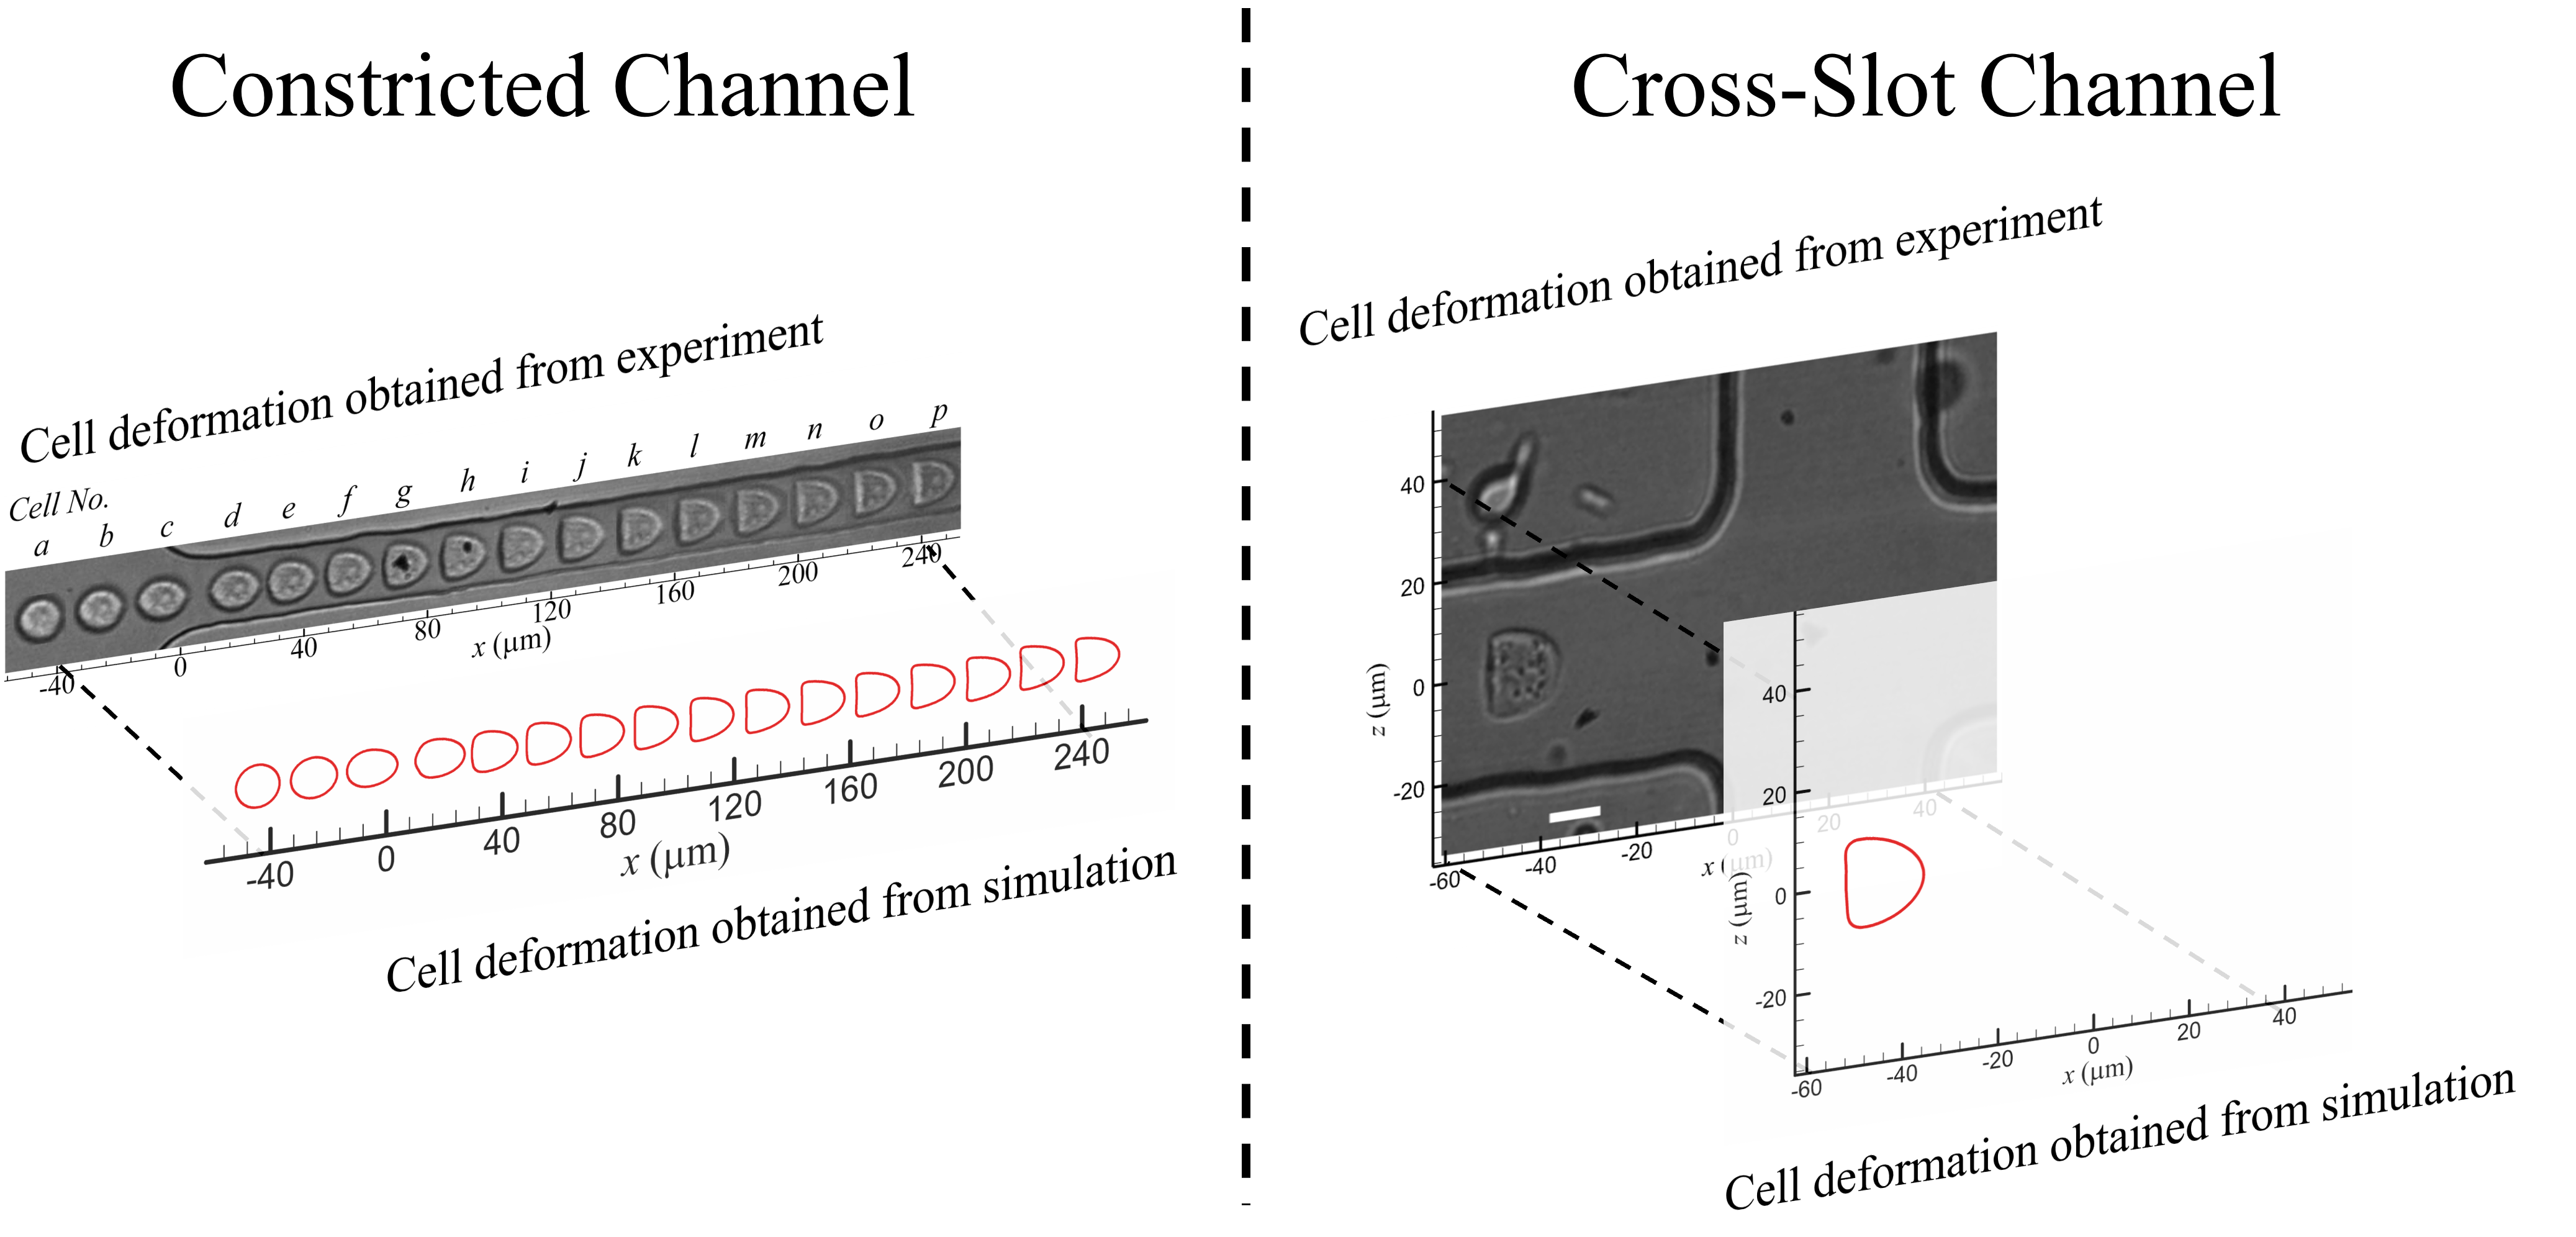 Constricted Channel
Cell deformation obtained from experiment
Cell No.
a b c d e f g h i j k l m n o p
-40 0 40 80 120 160 200 240
x (μm)
-40 0 40 80 120 160 200 240
x (μm)
Cell deformation obtained from simulation
Cross-Slot Channel
Cell deformation obtained from experiment
40
20
0
-20
z (μm)
-60 -40 -20 0 20 40
x (μm)
40
20
0
-20
z (μm)
-60 -40 -20 0 20 40
x (μm)
Cell deformation obtained from simulation